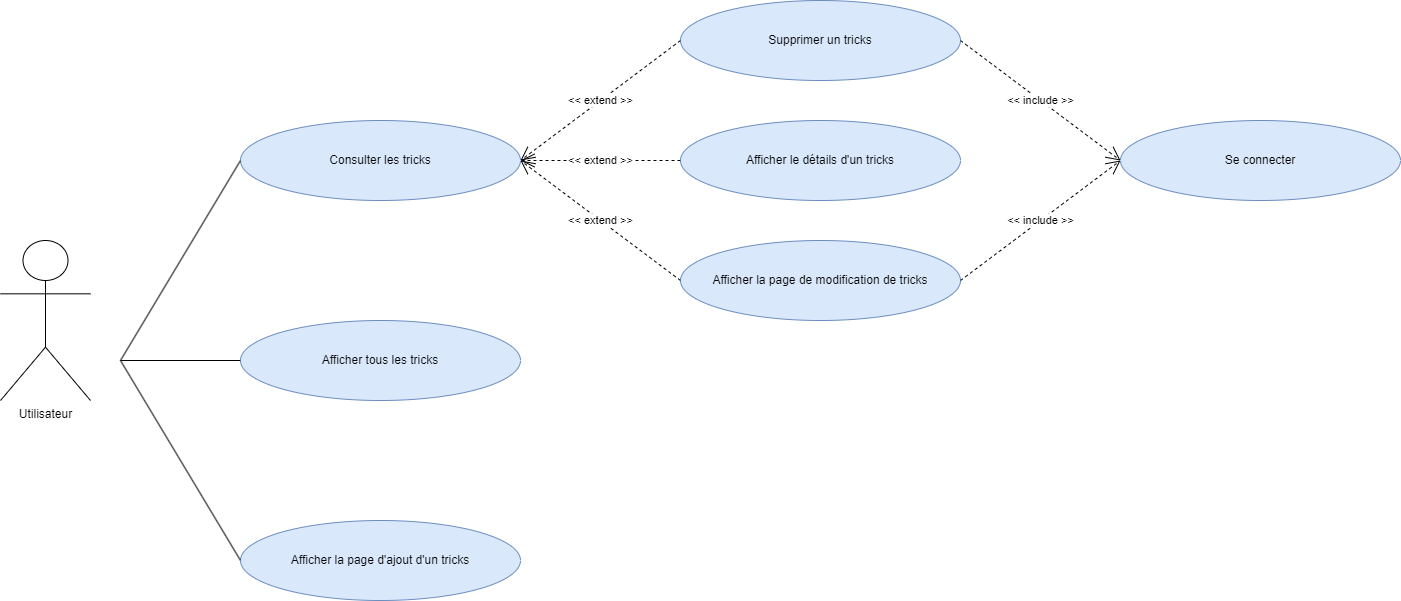 Supprimer un tricks
<< extend >>
<< include >>
Consulter les tricks
<< extend >>
Afficher le détails d'un tricks
Se connecter
<< extend >>
<< include >>
Afficher la page de modification de tricks
Afficher tous les tricks
Utilisateur
Afficher la page d'ajout d'un tricks